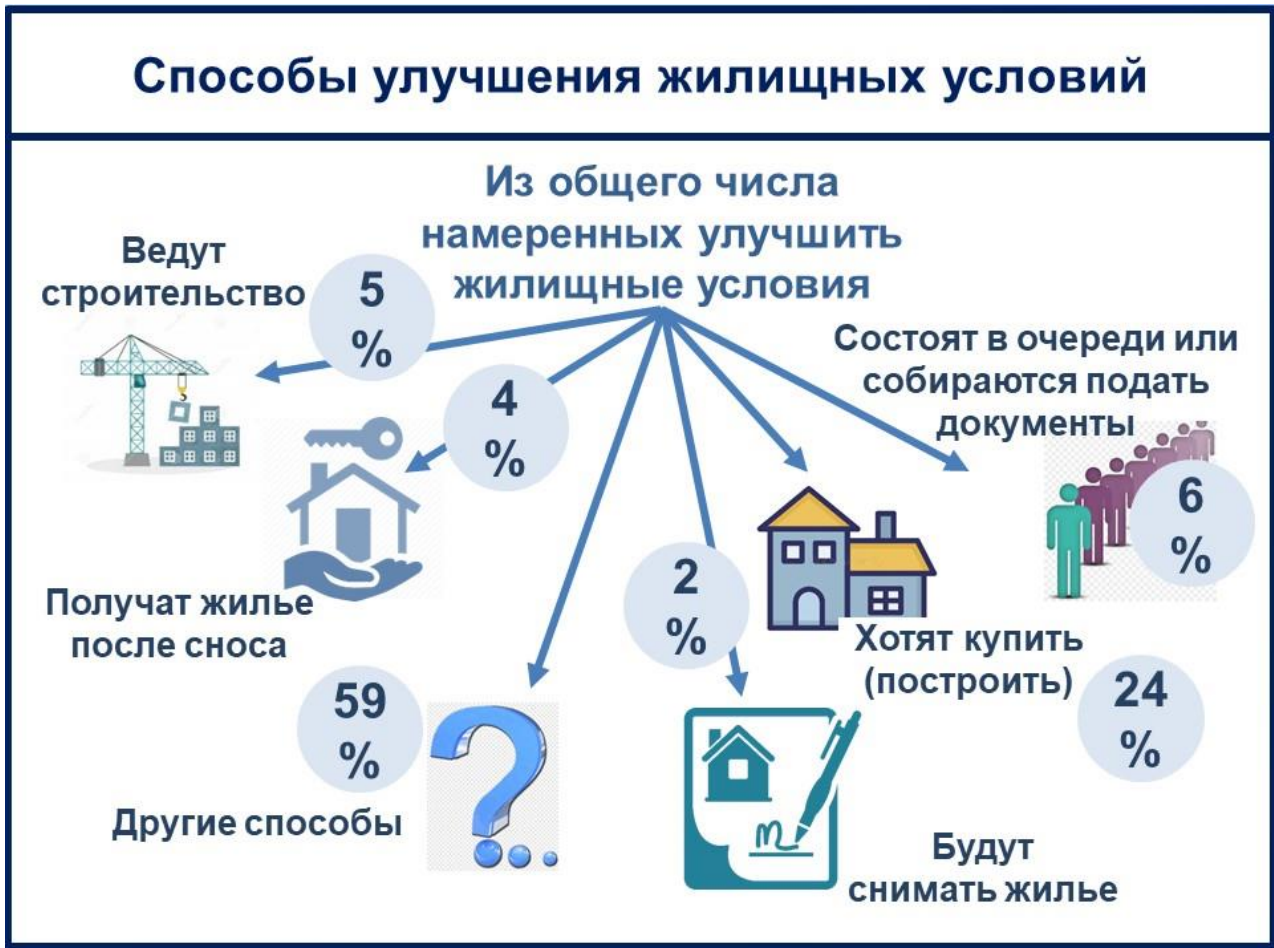 Способы улучшения жилищных условий
Из общего числа
намеренных улучшить
жилищные условия
Ведут
строительство
5
%
4
%
Получат жилье
после сноса
59
%
Другие способы
2
%
Будут
снимать жилье
Хотят купить
(построить)
24
%
Состоят в очереди или
собираются подать
документы
6
%